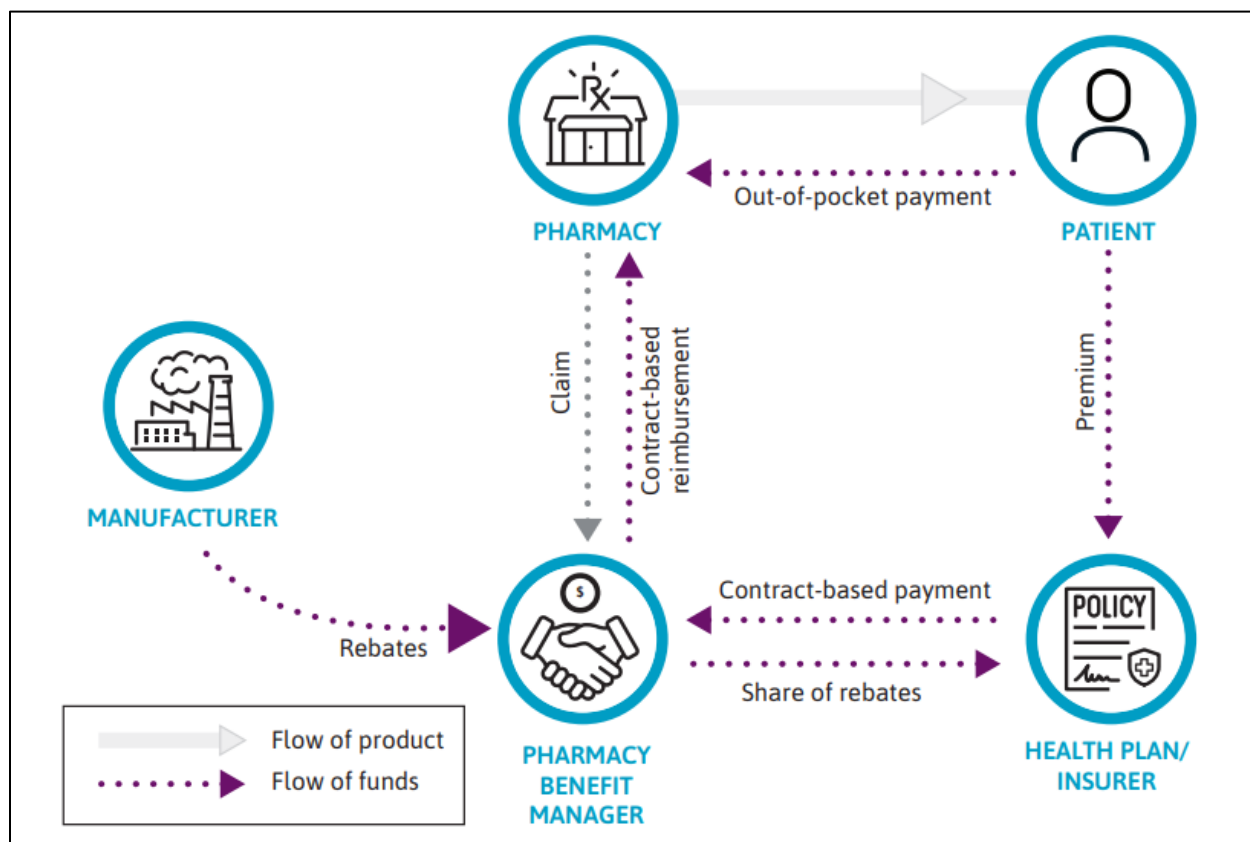 Rx
Out-of-pocket payment
PHARMACY
PATIENT
Claim
Contract-based
reimbursement
Premium
MANUFACTURER
Rebates
$
Contract-based payment
Share of rebates
POLICY
PHARMACY
BENEFIT
MANAGER
HEALTH PLAN/
INSURER
Flow of product
Flow of funds